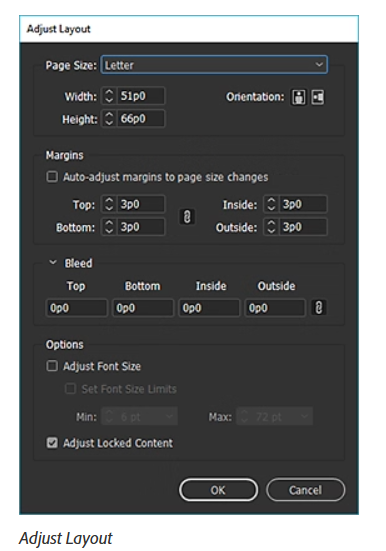 Adjust Layout
Page Size: Letter
Width: 51p0 Orientation:
Height: 66p0
Margins
Auto-adjust margins to page size changes
Top: 3p0 Inside: 3p0
Bottom: 3p0 Outside: 3p0
Bleed
Top Bottom Inside Outside
0p0 0p0 0p0 0p0
Options
Adjust Font Size
Set Font Size Limits
Min: 6 pt Max: 72 pt
Adjust Locked Content
OK Cancel
Adjust Layout